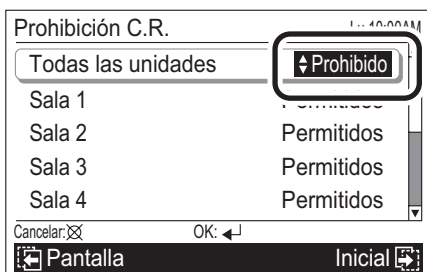 Prohibición C.R.
Todas las unidades Prohibido
Sala 1
Sala 2 Permitidos
Sala 3 Permitidos
Sala 4 Permitidos
Cancelar: OK:
Pantalla Inicial